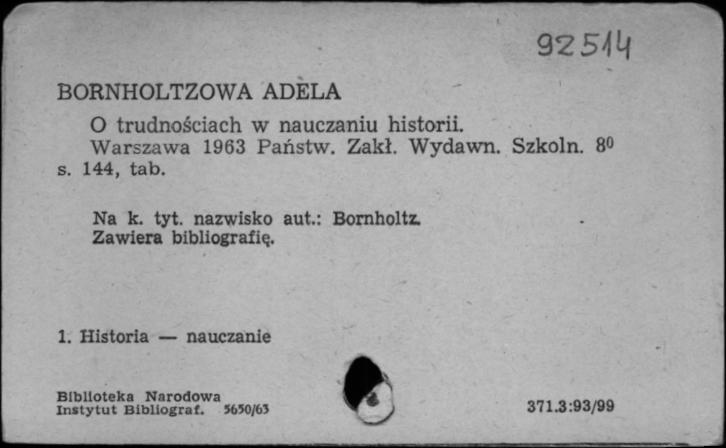 92514
BORNHOLTZOWA ADELA
O trudnościach w nauczaniu historii.
Warszawa 1963 Państw. Zakł. Wydawn. Szkoln. 8⁰
s. 144, tab.
Na k. tyt. nazwisko aut.: Bornholtz.
Zawiera bibliografię.
1. Historia — nauczanie
Biblioteka Narodowa
Instytut Bibliograf. 5650/63
371.3:93/99